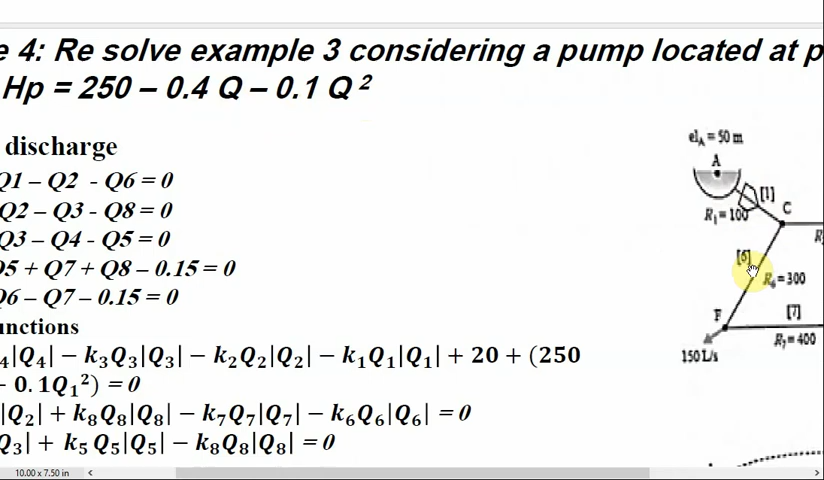 e 4: Re solve example 3 considering a pump located at p
Hp = 250 – 0.4 Q – 0.1 Q²
discharge
Q1 – Q2 - Q6 = 0
Q2 – Q3 - Q8 = 0
Q3 – Q4 - Q5 = 0
Q5 + Q7 + Q8 – 0.15 = 0
Q6 – Q7 – 0.15 = 0
unctions
₄|Q₄| − k₃Q₃|Q₃| − k₂Q₂|Q₂| − k₁Q₁|Q₁| + 20 + (250
− 0.1Q₁²) = 0
|Q₂| + k₈Q₈|Q₈| − k₇Q₇|Q₇| − k₆Q₆|Q₆| = 0
Q₃| + k₅Q₅|Q₅| − k₈Q₈|Q₈| = 0
el_A = 50 m
A
[1]
R₁ = 100
C
R
[6]
R₆ = 300
F
[7]
R₇ = 400
150 L/s
10.00 x 7.50 in